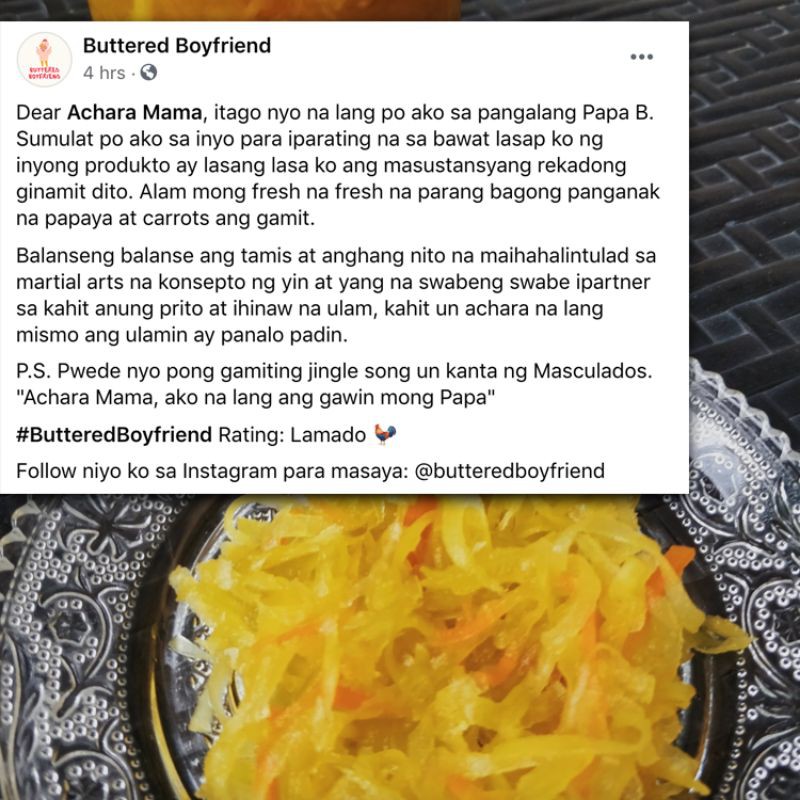 BUTTERED
BOYFRIEND
Buttered Boyfriend
4 hrs ·
Dear Achara Mama, itago nyo na lang po ako sa pangalang Papa B.
Sumulat po ako sa inyo para iparating na sa bawat lasap ko ng
inyong produkto ay lasang lasa ko ang masustansyang rekadong
ginamit dito. Alam mong fresh na fresh na parang bagong panganak
na papaya at carrots ang gamit.
Balanseng balanse ang tamis at anghang nito na maihahalintulad sa
martial arts na konsepto ng yin at yang na swabeng swabe ipartner
sa kahit anung prito at ihinaw na ulam, kahit un achara na lang
mismo ang ulamin ay panalo padin.
P.S. Pwede nyo pong gamiting jingle song un kanta ng Masculados.
"Achara Mama, ako na lang ang gawin mong Papa"
#ButteredBoyfriend Rating: Lamado 🐓
Follow niyo ko sa Instagram para masaya: @butteredboyfriend